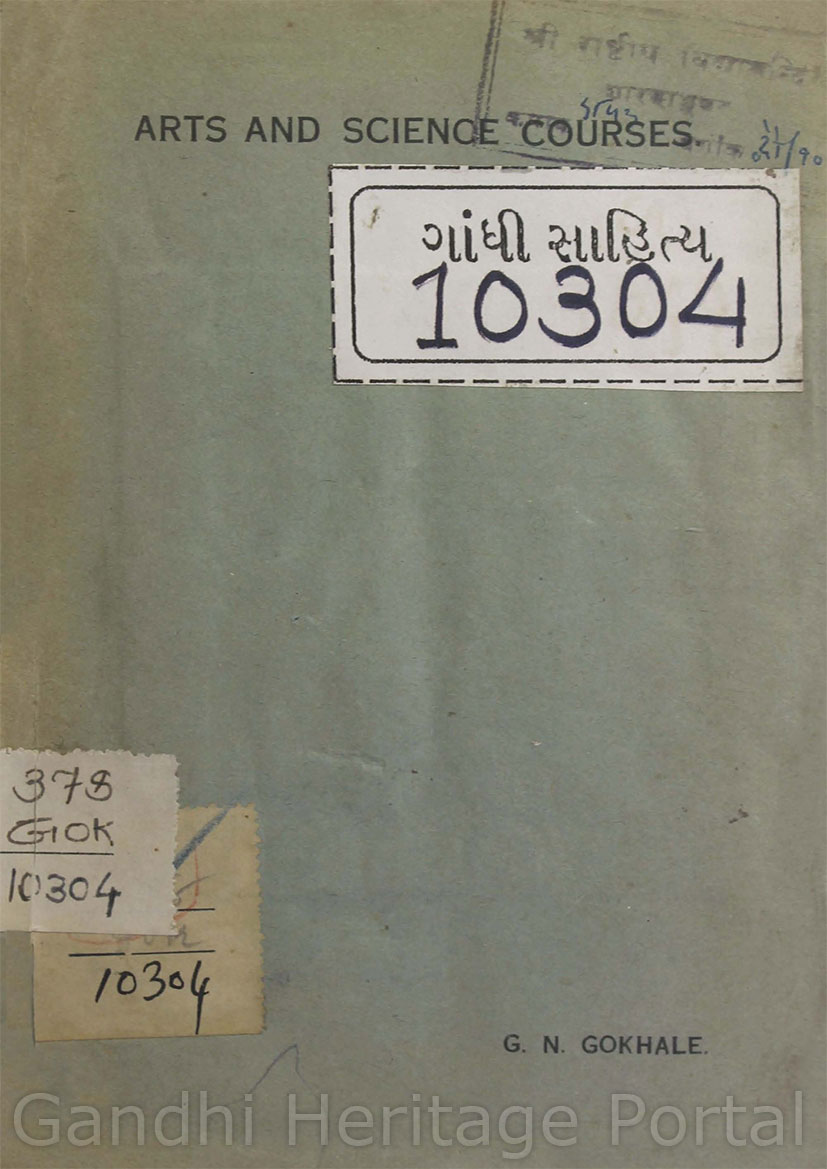 श्री राष्ट्रीय
ARTS AND SCIENCE COURSES
ગાંધી સાહિત્ય
10304
378
GOK
10304
10304
G. N. GOKHALE.
Gandhi Heritage Portal